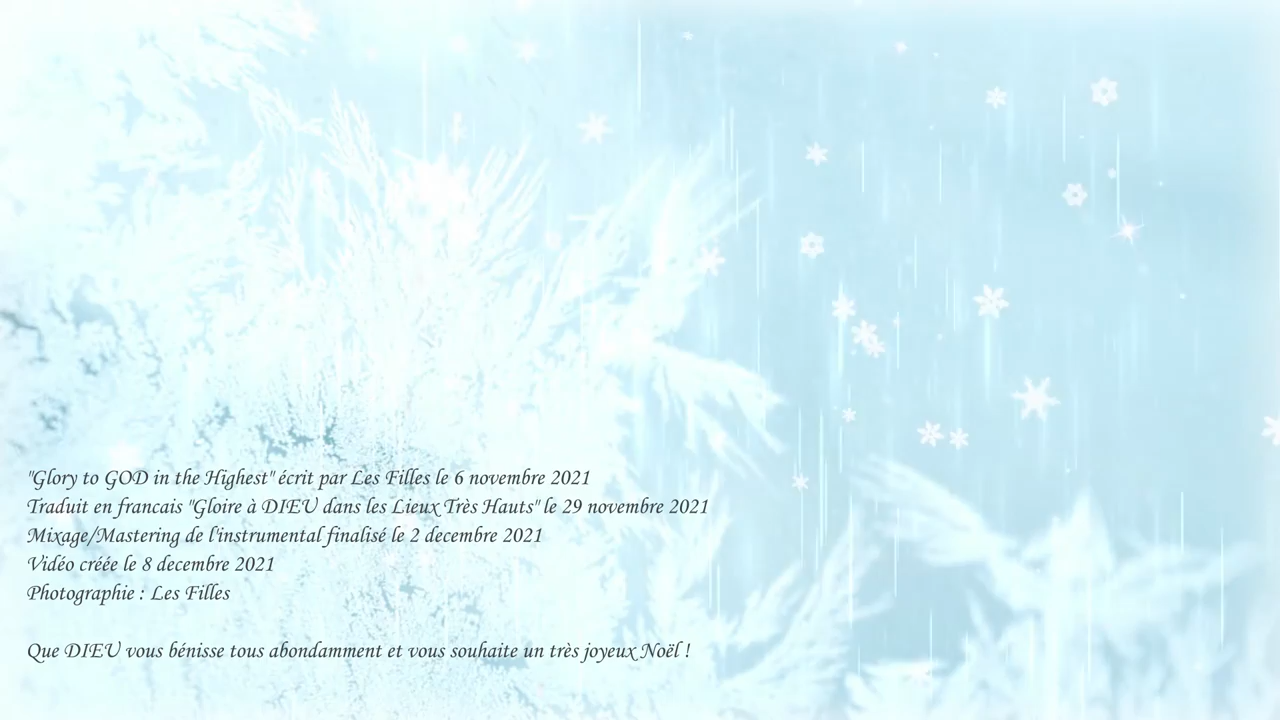 "Glory to GOD in the Highest" écrit par Les Filles le 6 novembre 2021
Traduit en francais "Gloire à DIEU dans les Lieux Très Hauts" le 29 novembre 2021
Mixage/Mastering de l'instrumental finalisé le 2 decembre 2021
Vidéo créée le 8 decembre 2021
Photographie : Les Filles
Que DIEU vous bénisse tous abondamment et vous souhaite un très joyeux Noël !